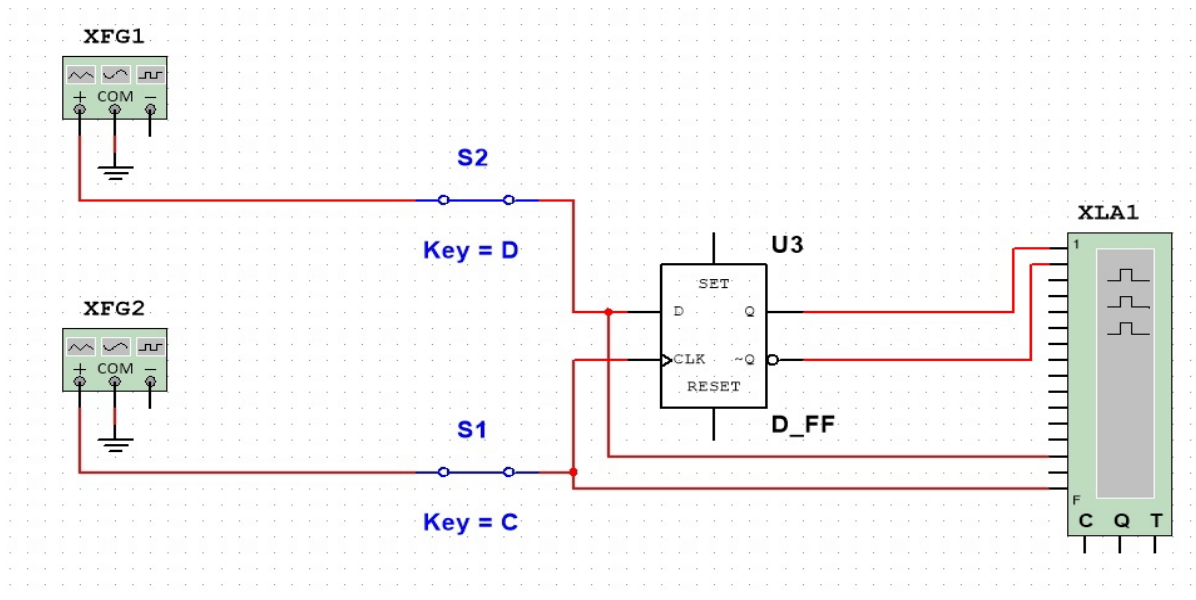 XFG1
+ COM −
S2
Key = D
XLA1
U3
1
SET
D Q
XFG2
CLK ~Q
+ COM −
RESET
S1
D_FF
F
Key = C
C Q T